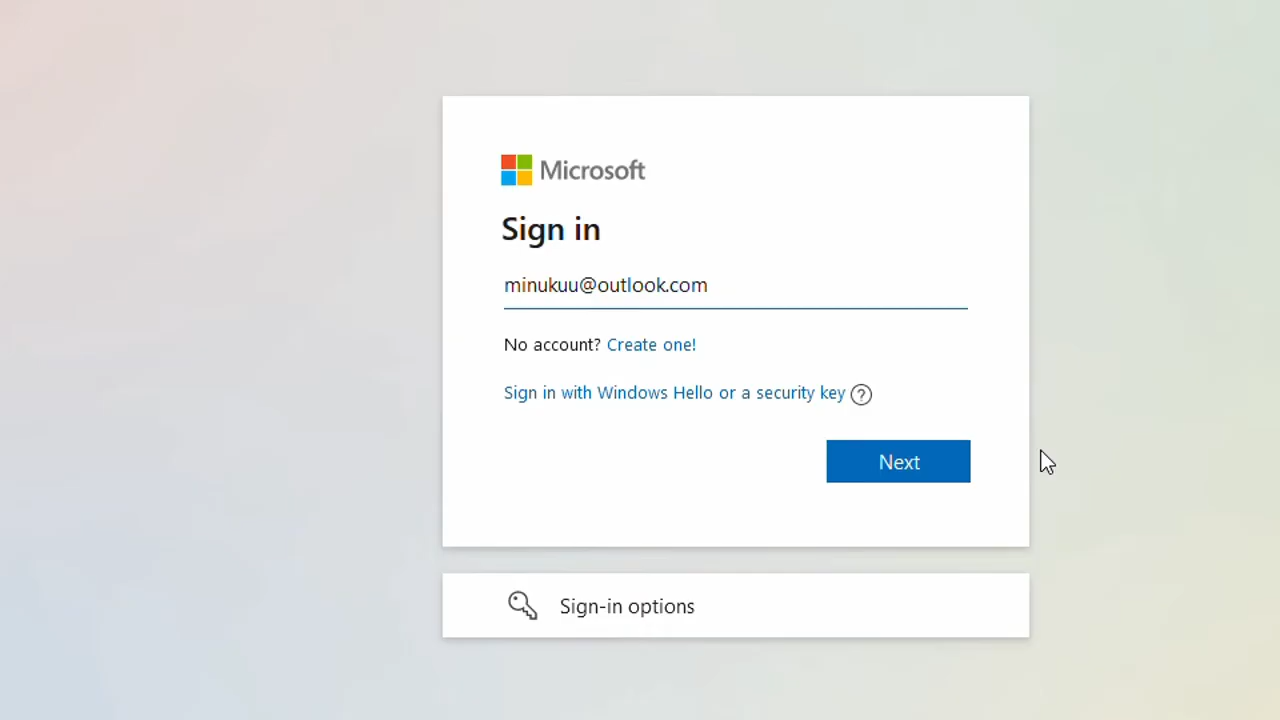 Microsoft
Sign in
minukuu@outlook.com
No account? Create one!
Sign in with Windows Hello or a security key ?
Next
Sign-in options